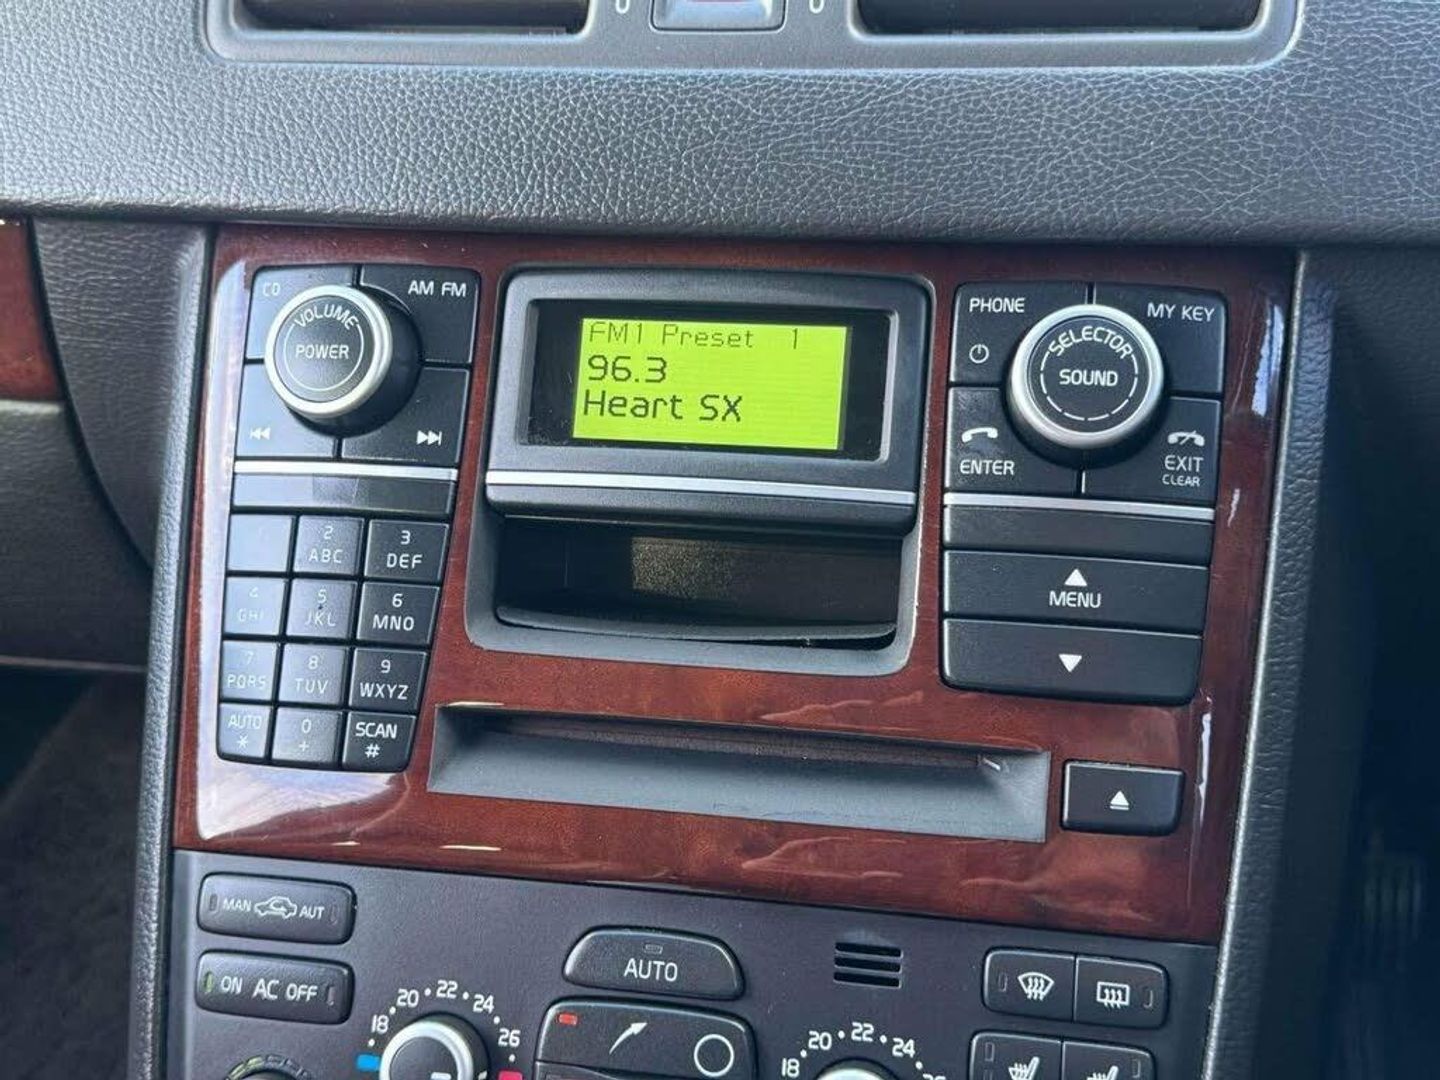 CD
AM FM
VOLUME
POWER
FM1 Preset 1
96.3
Heart SX
PHONE
MY KEY
SELECTOR
SOUND
ENTER
EXIT
CLEAR
MENU
2 3
ABC DEF
4 5 6
GHI JKL MNO
7 8 9
PQRS TUV WXYZ
AUTO 0 SCAN
* + #
MAN AUT
ON AC OFF
AUTO
18 20 22 24 26
18 20 22 24